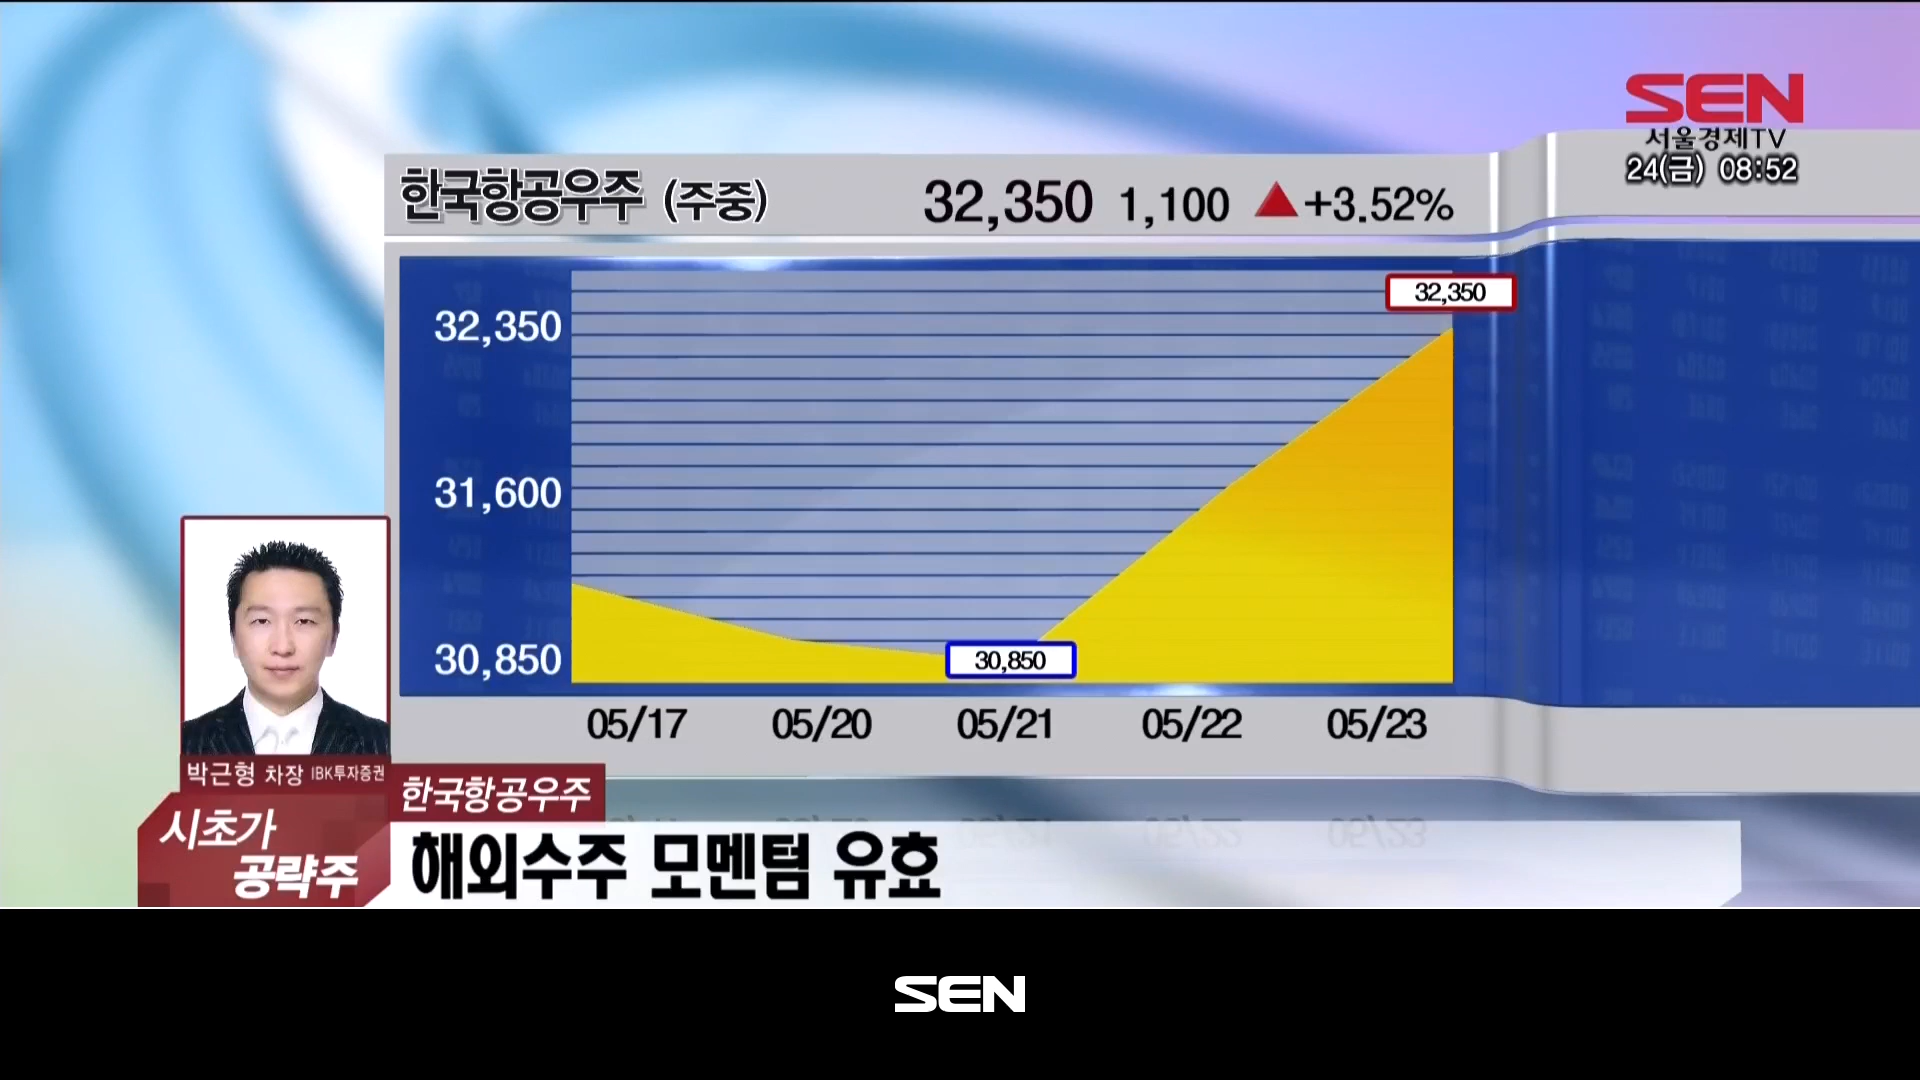 SEN
서울경제TV
24(금) 08:52
한국항공우주 (주중) 32,350 1,100 ▲+3.52%
32,350
32,350
31,600
30,850
30,850
05/17 05/20 05/21 05/22 05/23
박근형 차장 IBK투자증권
한국항공우주
시초가
공략주
해외수주 모멘텀 유효
SEN